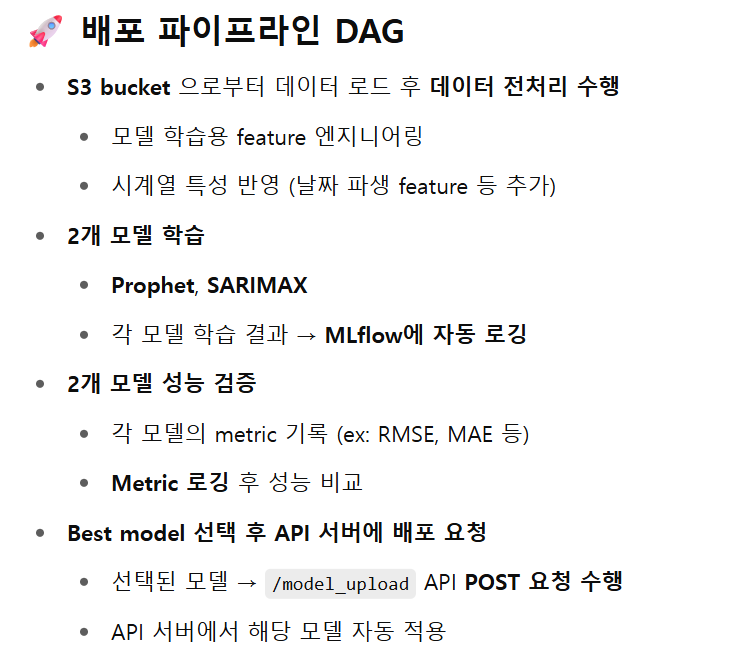 🚀 배포 파이프라인 DAG
• S3 bucket 으로부터 데이터 로드 후 데이터 전처리 수행
• 모델 학습용 feature 엔지니어링
• 시계열 특성 반영 (날짜 파생 feature 등 추가)
• 2개 모델 학습
• Prophet, SARIMAX
• 각 모델 학습 결과 → MLflow에 자동 로깅
• 2개 모델 성능 검증
• 각 모델의 metric 기록 (ex: RMSE, MAE 등)
• Metric 로깅 후 성능 비교
• Best model 선택 후 API 서버에 배포 요청
• 선택된 모델 → /model_upload API POST 요청 수행
• API 서버에서 해당 모델 자동 적용